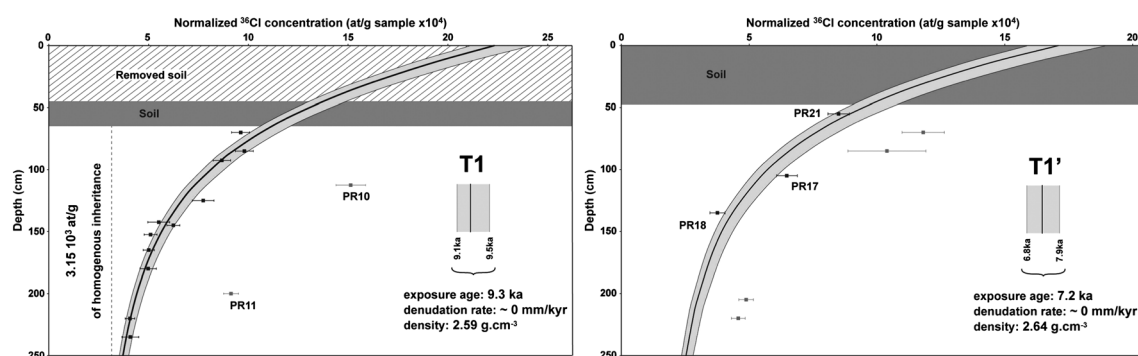 Normalized ³⁶Cl concentration (at/g sample x10⁴)
0 5 10 15 20 25
0
50
100
150
200
250
Depth (cm)
Removed soil
Soil
3.15 10³ at/g
of homogenous inheritance
PR10
PR11
T1
9.1ka
9.5ka
exposure age: 9.3 ka
denudation rate: ~ 0 mm/kyr
density: 2.59 g.cm⁻³
Normalized ³⁶Cl concentration (at/g sample x10⁴)
0 5 10 15 20
0
50
100
150
200
250
Depth (cm)
Soil
PR21
PR17
PR18
T1’
6.8ka
7.9ka
exposure age: 7.2 ka
denudation rate: ~ 0 mm/kyr
density: 2.64 g.cm⁻³